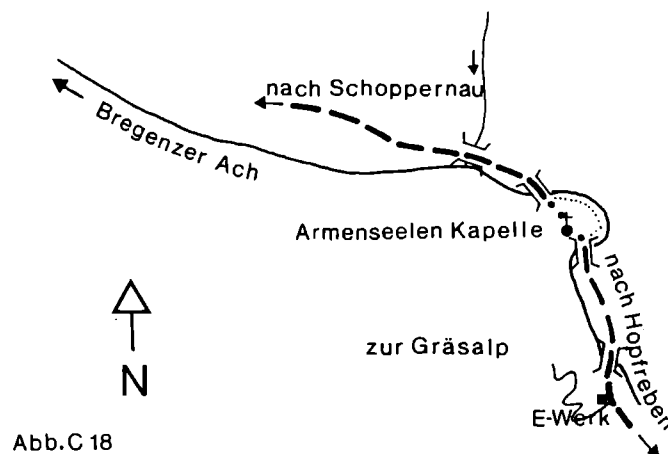 nach Schoppernau
Bregenzer Ach
Armenseelen Kapelle
nach Hopfreben
zur Gräsalp
N
E-Werk
Abb.C 18